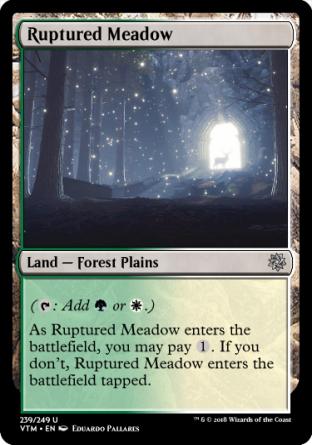 Ruptured Meadow
Land — Forest Plains
(: Add or .)
As Ruptured Meadow enters the
battlefield, you may pay 1. If you
don't, Ruptured Meadow enters the
battlefield tapped.
239/249 U
VTM • EN Eduardo Pallares
™ & © 2018 Wizards of the Coast